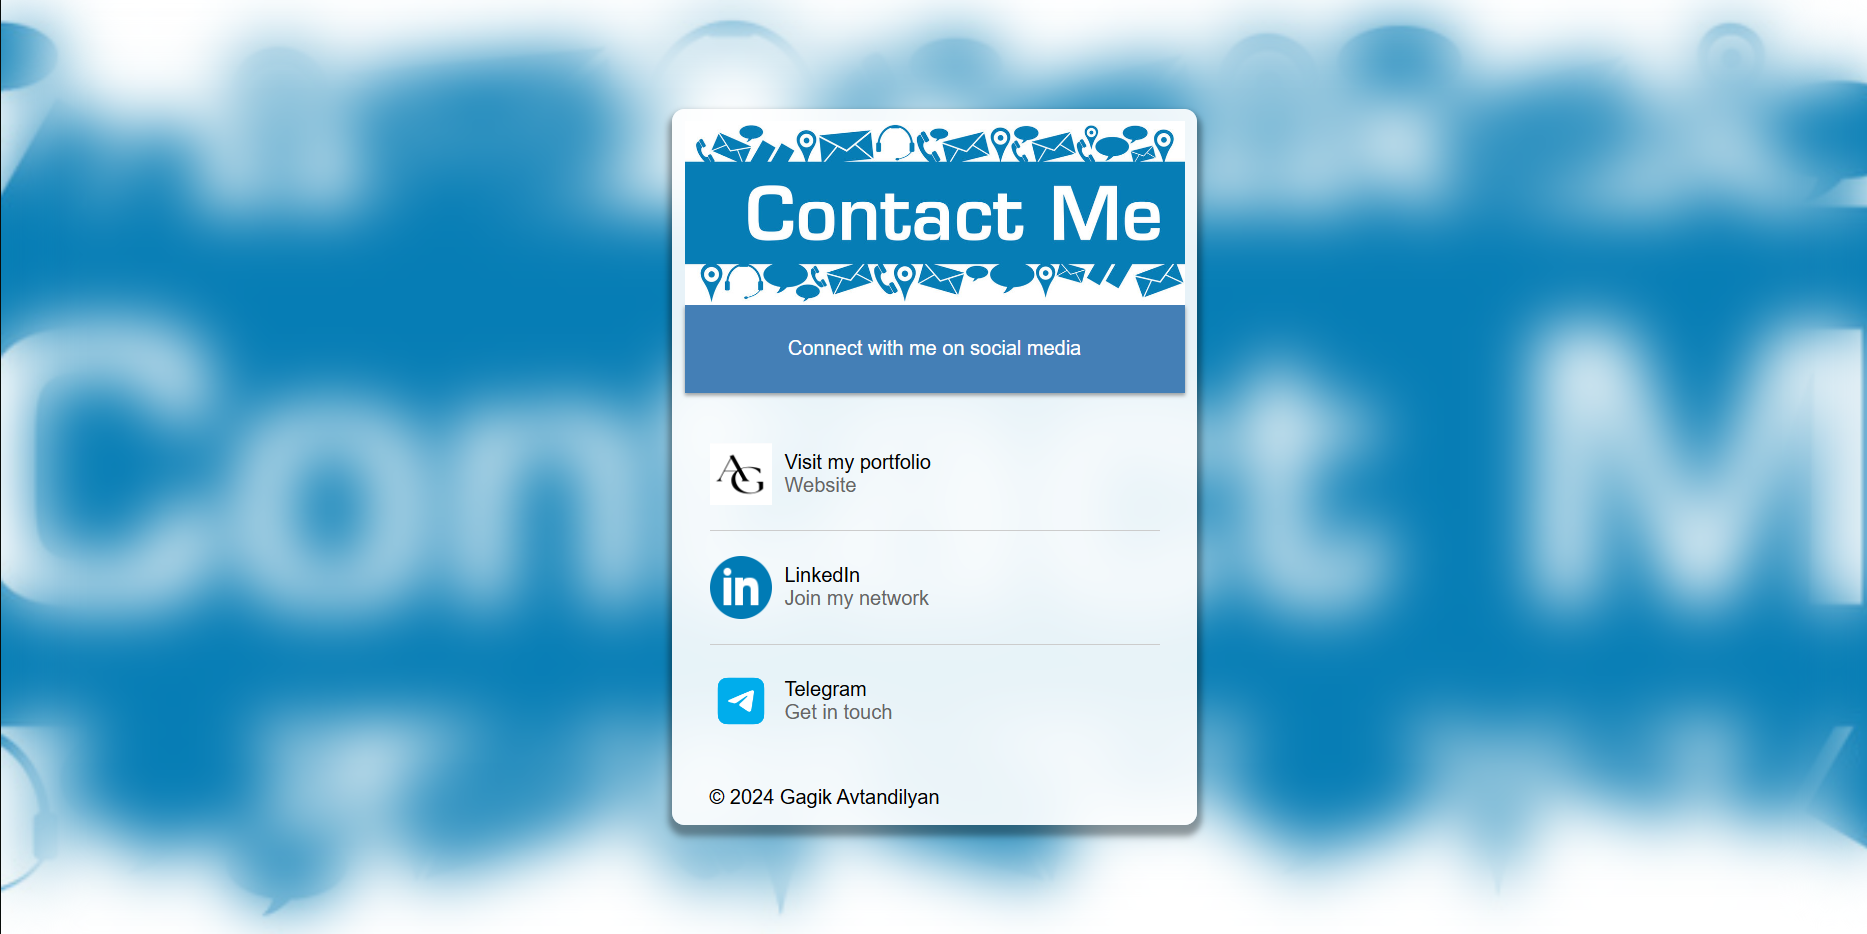 Contact Me
Connect with me on social media
AG
Visit my portfolio
Website
in
LinkedIn
Join my network
Telegram
Get in touch
© 2024 Gagik Avtandilyan